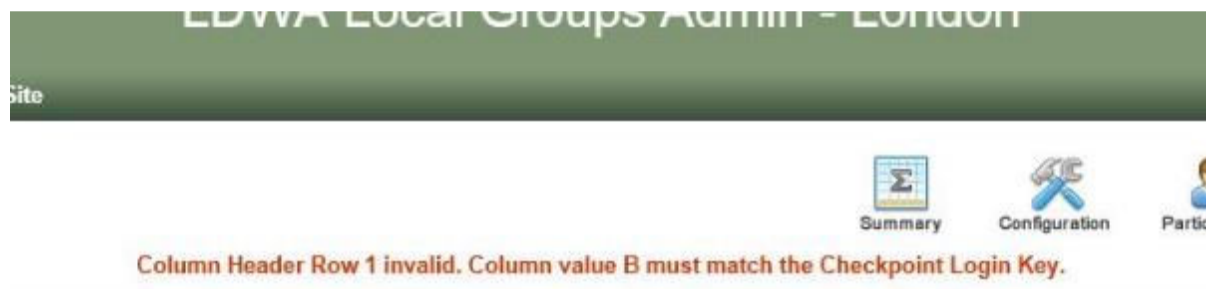 LDWA Local Groups Admin - London
Site
Summary
Configuration
Column Header Row 1 invalid. Column value B must match the Checkpoint Login Key.